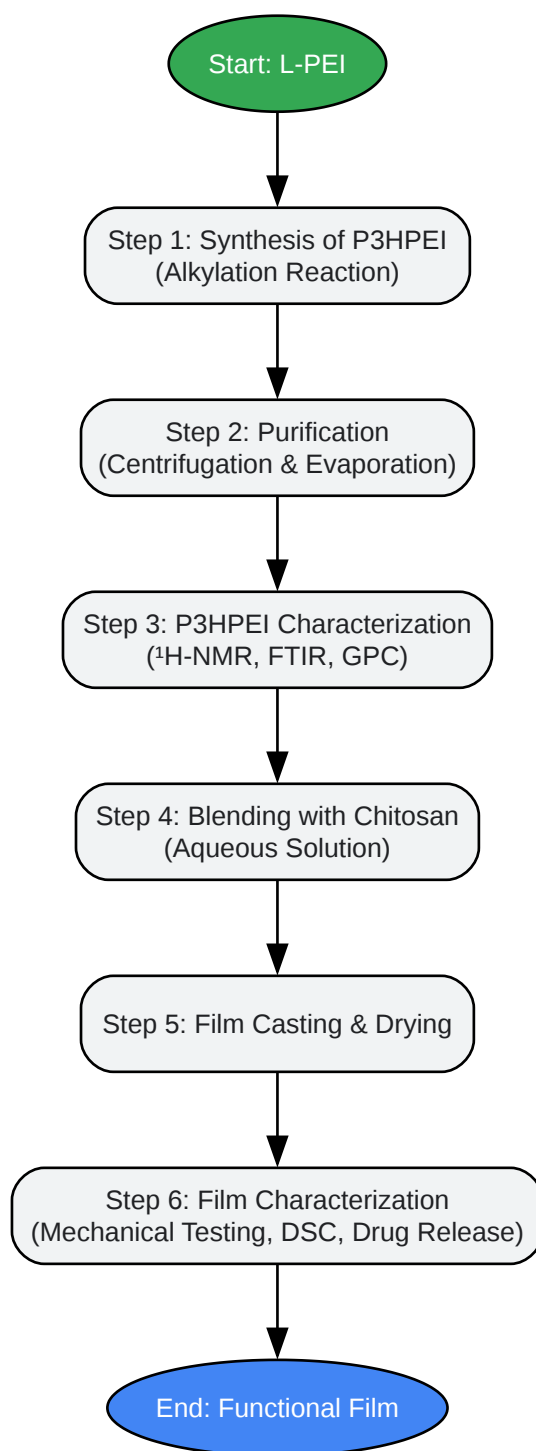 Start: L-PEI
Step 1: Synthesis of P3HPEI
(Alkylation Reaction)
Step 2: Purification
(Centrifugation & Evaporation)
Step 3: P3HPEI Characterization
(¹H-NMR, FTIR, GPC)
Step 4: Blending with Chitosan
(Aqueous Solution)
Step 5: Film Casting & Drying
Step 6: Film Characterization
(Mechanical Testing, DSC, Drug Release)
End: Functional Film